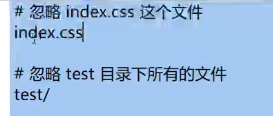 # 忽略 index.css 这个文件
index.css
# 忽略 test 目录下所有的文件
test/